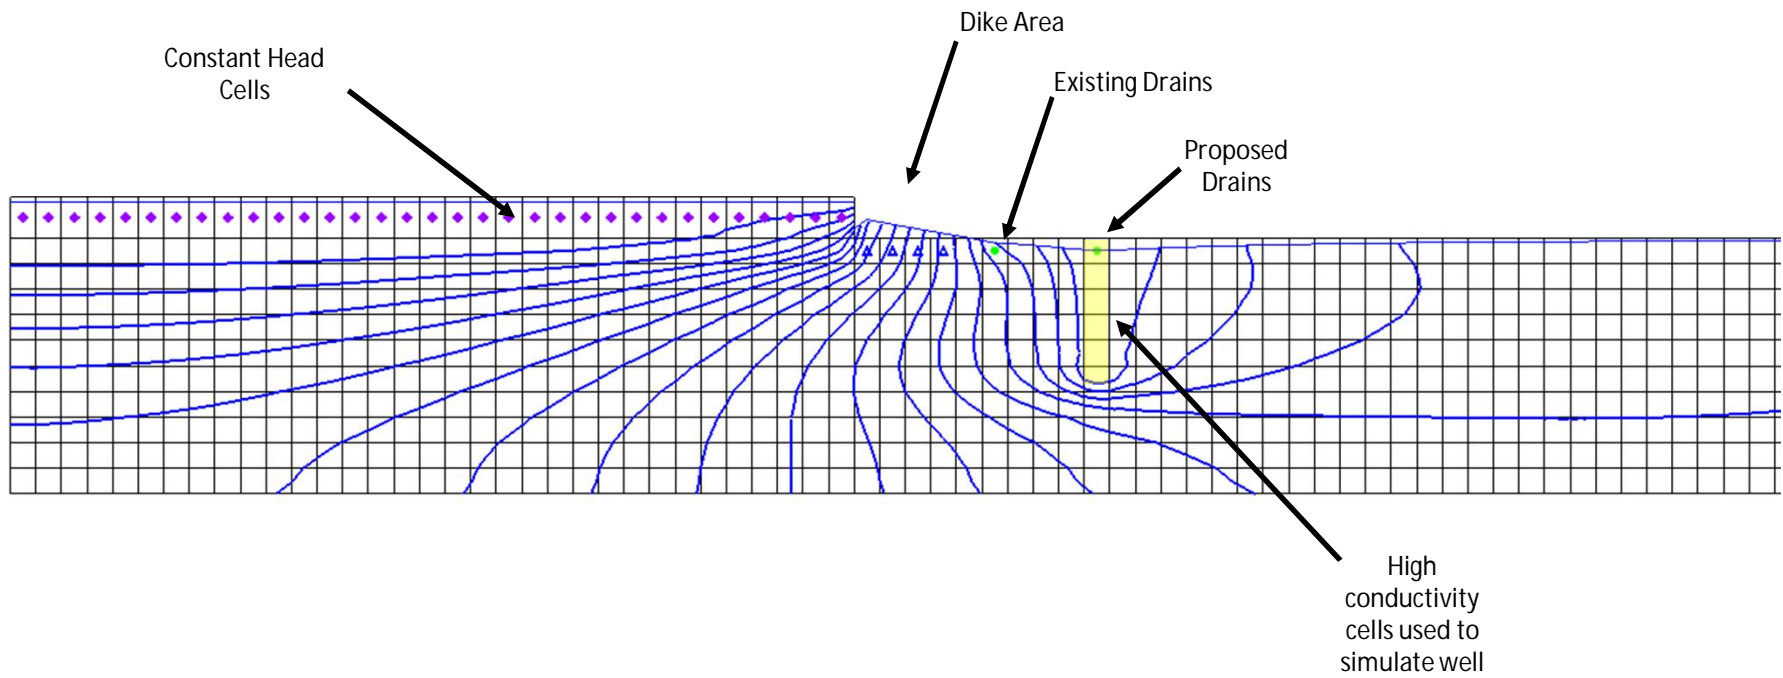 Dike Area
Constant Head
Cells
Existing Drains
Proposed
Drains
High
conductivity
cells used to
simulate well